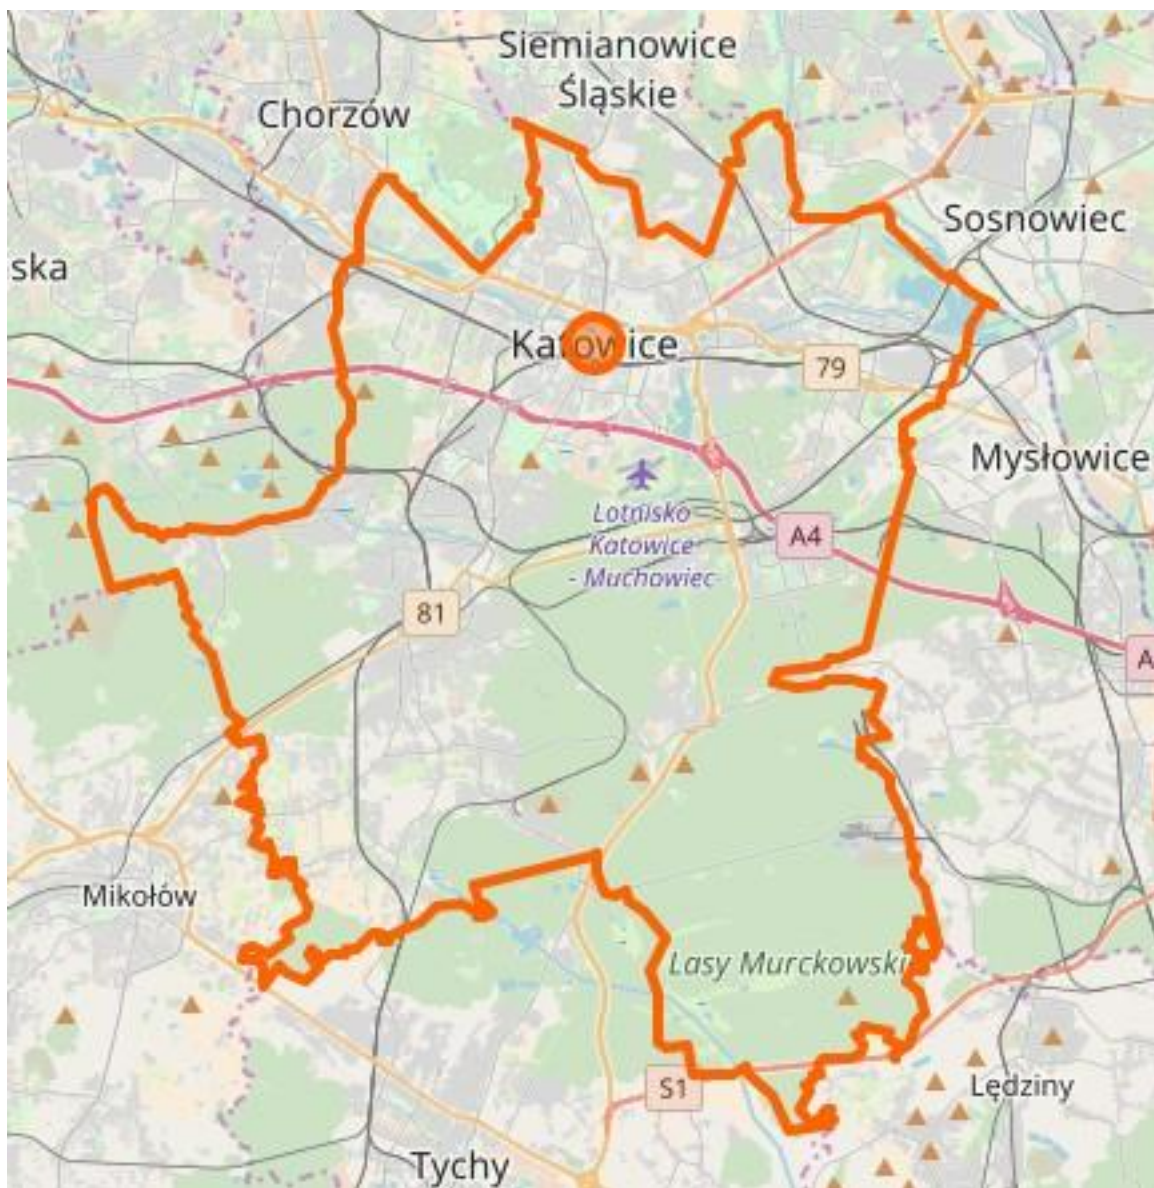 Siemianowice
Śląskie
Chorzów
Sosnowiec
ska
Katowice
79
Mysłowice
Lotnisko
Katowice
- Muchowiec
A4
81
A
Mikołów
Lasy Murckowski
S1
Lędziny
Tychy